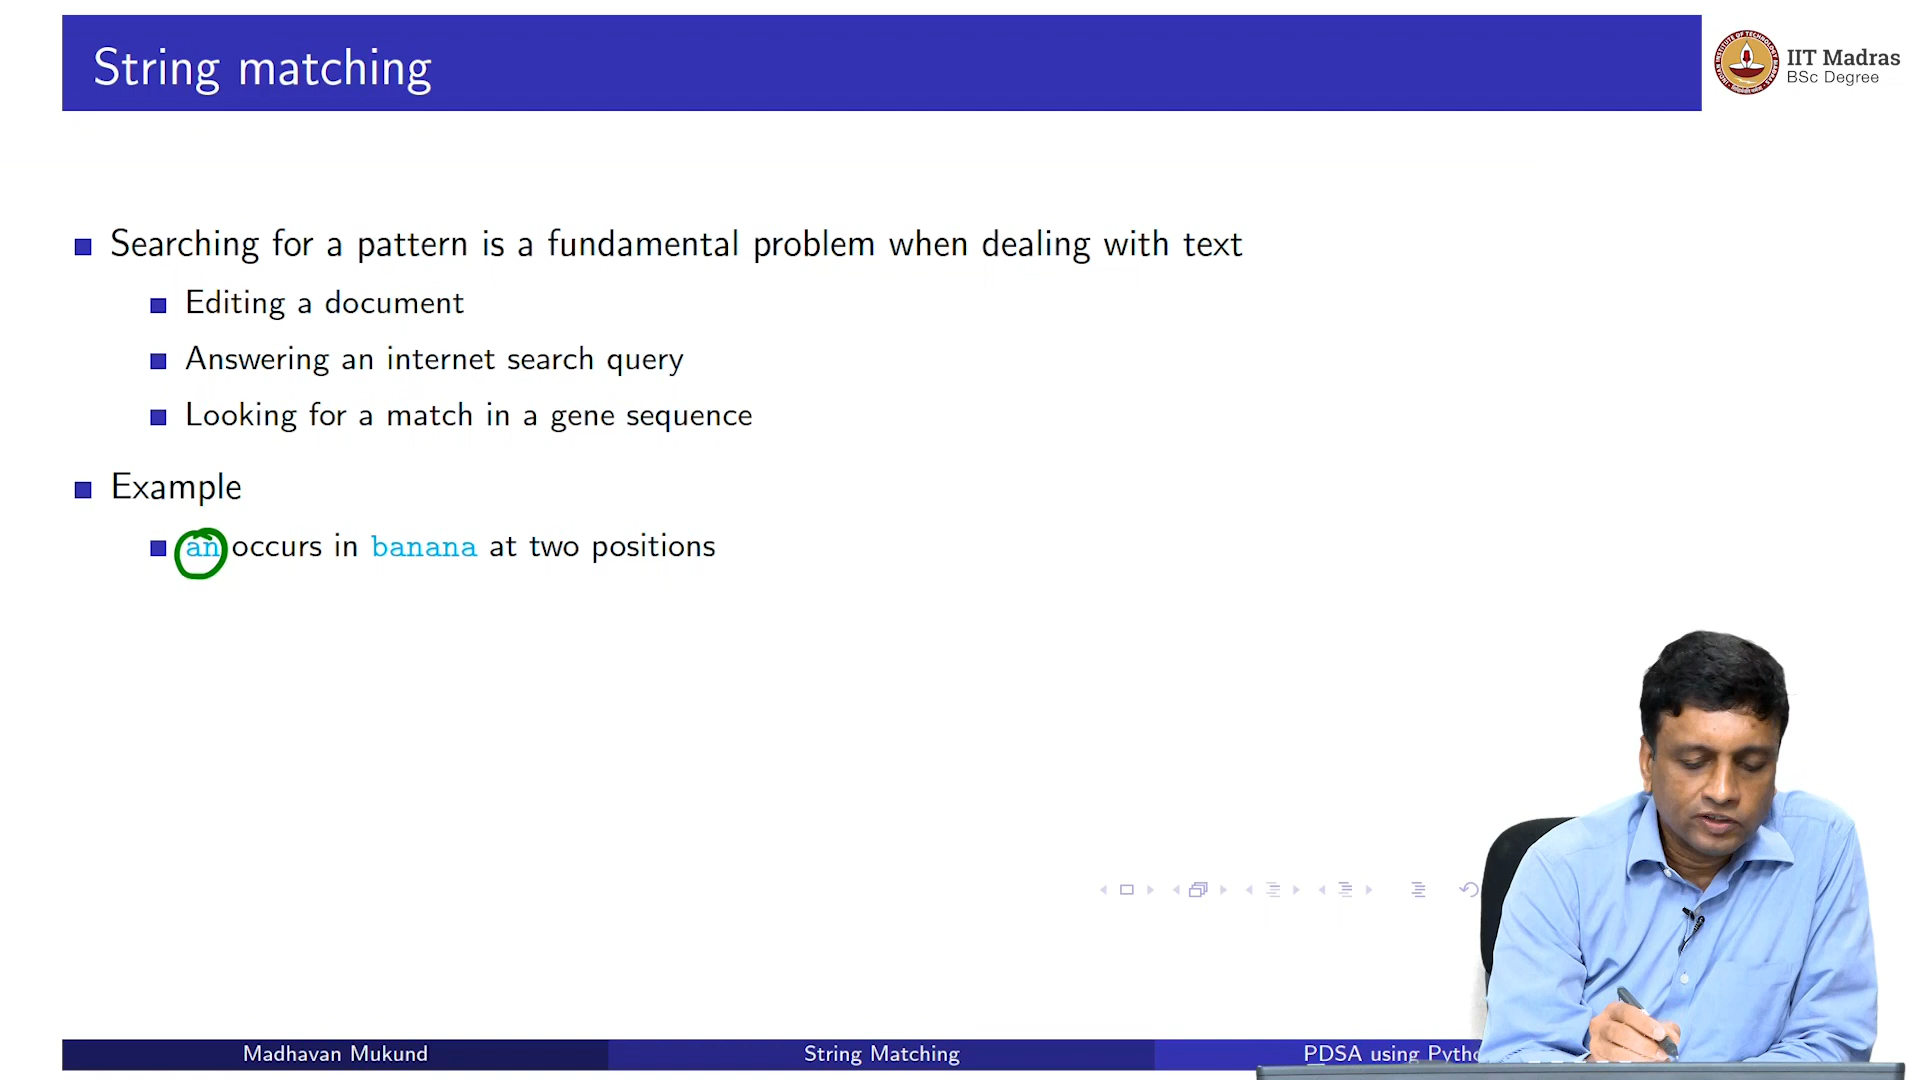 String matching
IIT Madras
BSc Degree
Searching for a pattern is a fundamental problem when dealing with text
Editing a document
Answering an internet search query
Looking for a match in a gene sequence
Example
an occurs in banana at two positions
Madhavan Mukund
String Matching
PDSA using Pytho